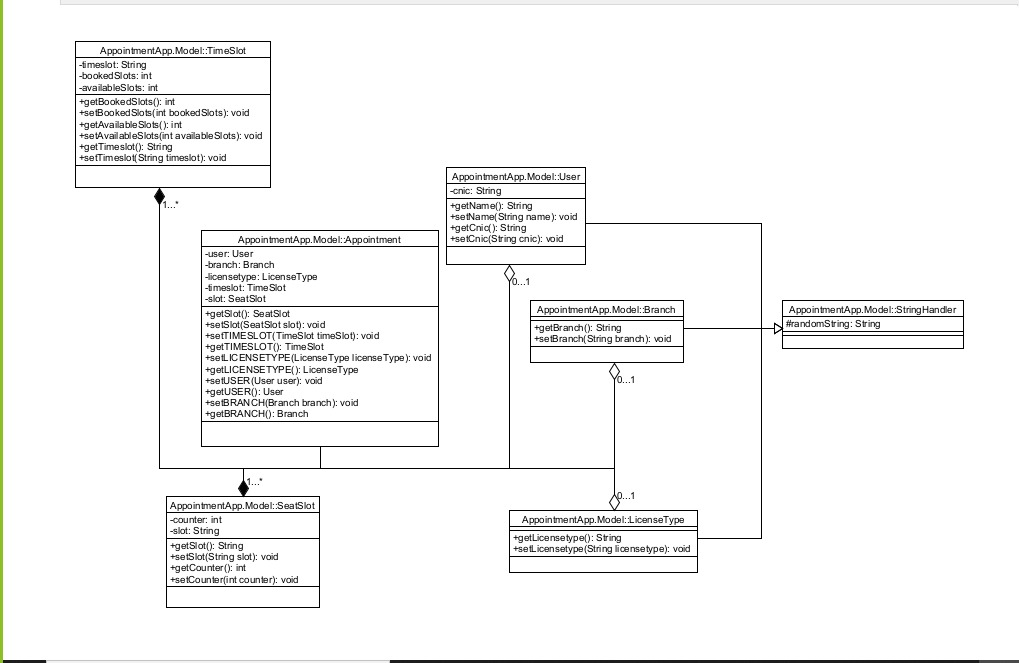 AppointmentApp.Model::TimeSlot
-timeslot: String
-bookedSlots: int
-availableSlots: int
+getBookedSlots(): int
+setBookedSlots(int bookedSlots): void
+getAvailableSlots(): int
+setAvailableSlots(int availableSlots): void
+getTimeslot(): String
+setTimeslot(String timeslot): void
1...*
AppointmentApp.Model::User
-cnic: String
+getName(): String
+setName(String name): void
+getCnic(): String
+setCnic(String cnic): void
0...1
AppointmentApp.Model::Appointment
-user: User
-branch: Branch
-licensetype: LicenseType
-timeslot: TimeSlot
-slot: SeatSlot
+getSlot(): SeatSlot
+setSlot(SeatSlot slot): void
+setTIMESLOT(TimeSlot timeSlot): void
+getTIMESLOT(): TimeSlot
+setLICENSETYPE(LicenseType licenseType): void
+getLICENSETYPE(): LicenseType
+setUSER(User user): void
+getUSER(): User
+setBRANCH(Branch branch): void
+getBRANCH(): Branch
AppointmentApp.Model::Branch
+getBranch(): String
+setBranch(String branch): void
0...1
AppointmentApp.Model::StringHandler
#randomString: String
1...*
AppointmentApp.Model::SeatSlot
-counter: int
-slot: String
+getSlot(): String
+setSlot(String slot): void
+getCounter(): int
+setCounter(int counter): void
0...1
AppointmentApp.Model::LicenseType
+getLicensetype(): String
+setLicensetype(String licensetype): void